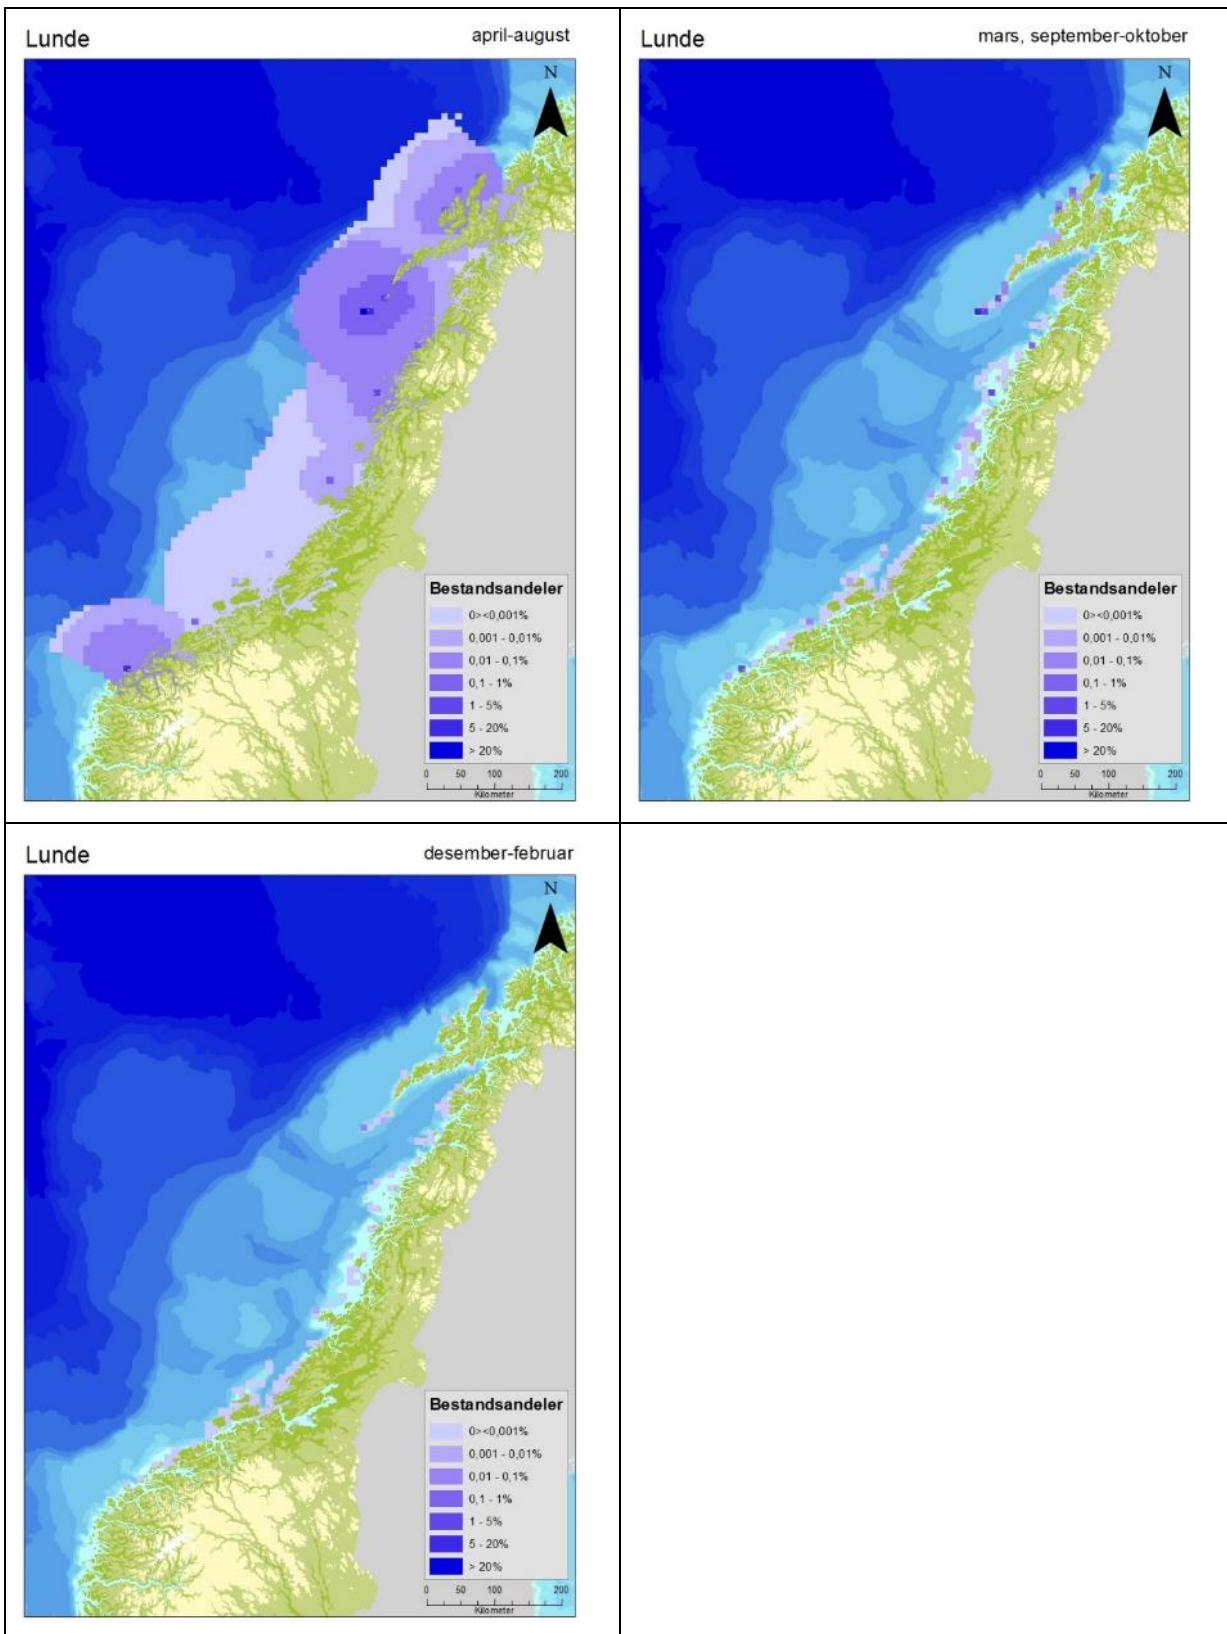 Lunde april-august
N
Bestandsandeler
0><0,001%
0,001 - 0,01%
0,01 - 0,1%
0,1 - 1%
1 - 5%
5 - 20%
> 20%
0 50 100 200
Kilometer
Lunde mars, september-oktober
N
Bestandsandeler
0><0,001%
0,001 - 0,01%
0,01 - 0,1%
0,1 - 1%
1 - 5%
5 - 20%
> 20%
0 50 100 200
Kilometer
Lunde desember-februar
N
Bestandsandeler
0><0,001%
0,001 - 0,01%
0,01 - 0,1%
0,1 - 1%
1 - 5%
5 - 20%
> 20%
0 50 100 200
Kilometer